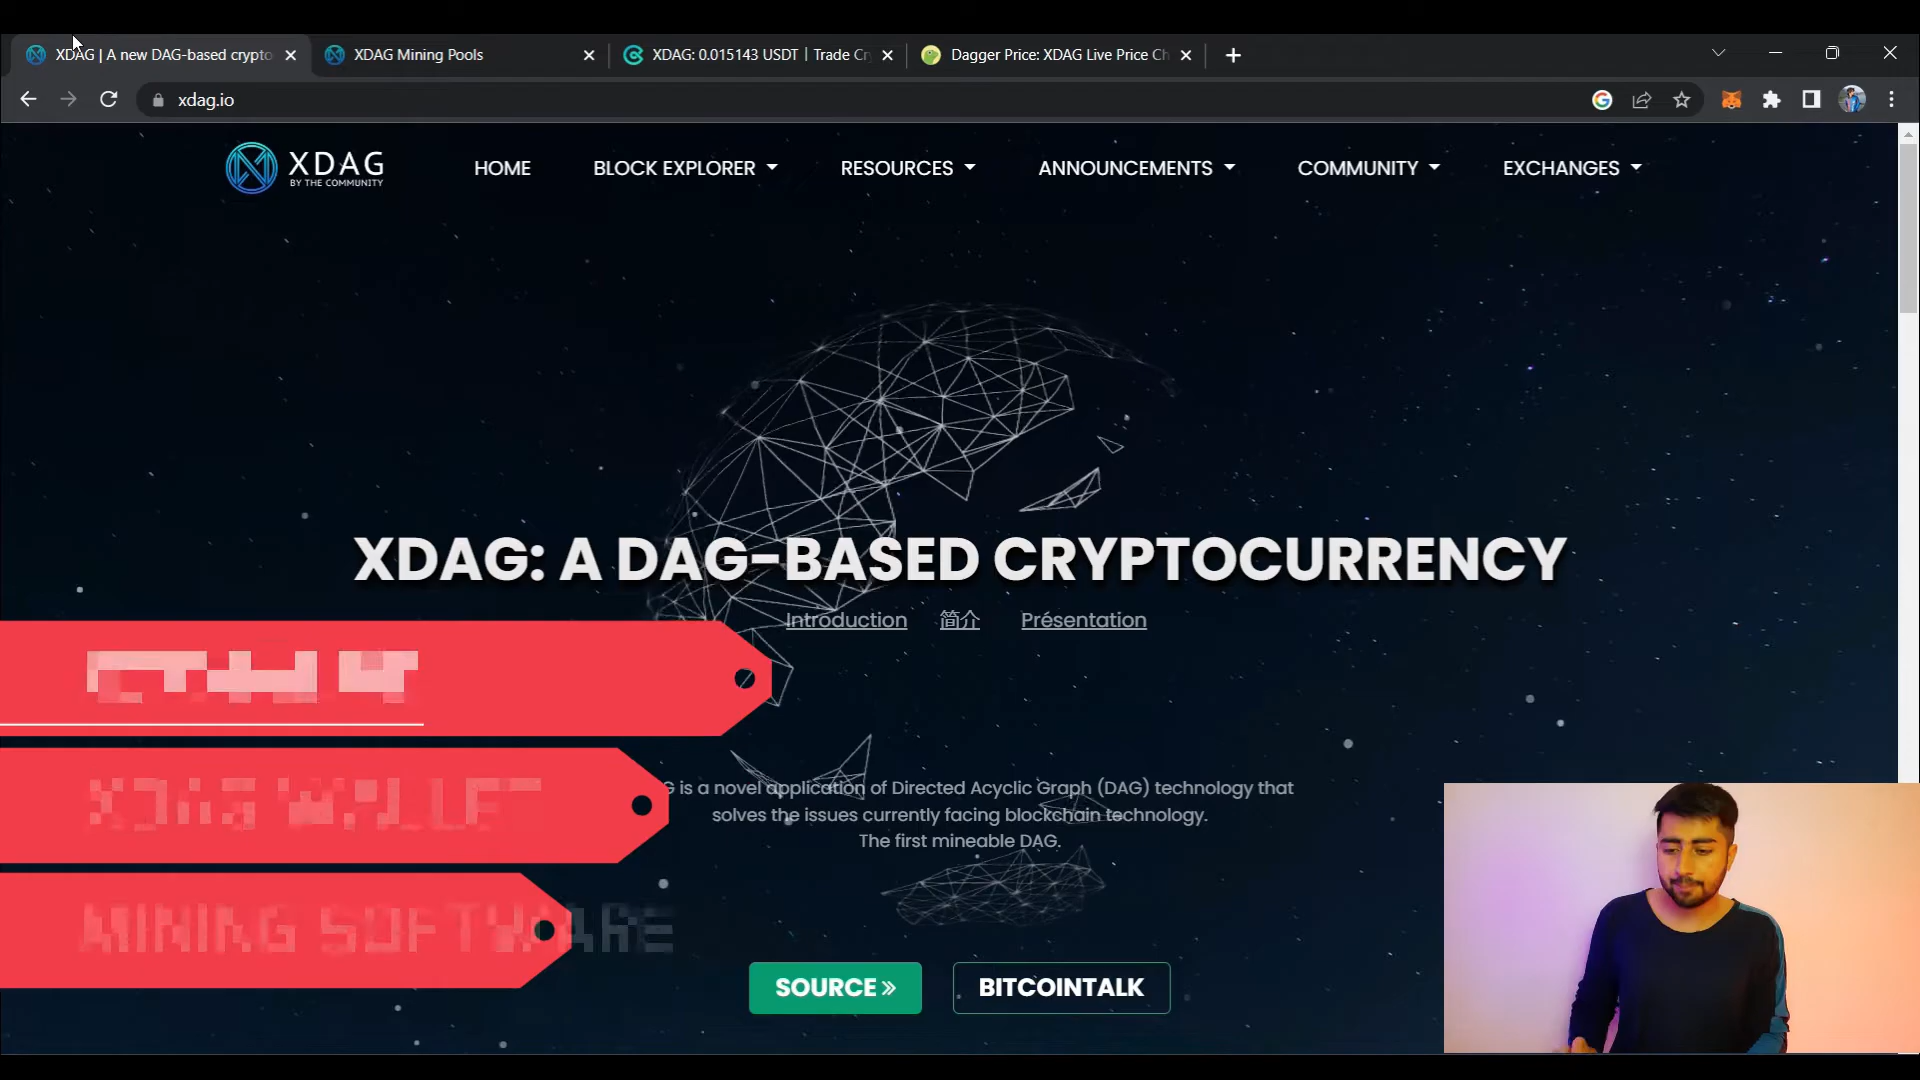 XDAG | A new DAG-based crypto
XDAG Mining Pools
XDAG: 0.015143 USDT | Trade Cr
Dagger Price: XDAG Live Price Ch
xdag.io
XDAG
BY THE COMMUNITY
HOME
BLOCK EXPLORER
RESOURCES
ANNOUNCEMENTS
COMMUNITY
EXCHANGES
XDAG: A DAG-BASED CRYPTOCURRENCY
Introduction
简介
Présentation
XDAG WALLET
G is a novel application of Directed Acyclic Graph (DAG) technology that
solves the issues currently facing blockchain technology.
The first mineable DAG.
MINING SOFTWARE
SOURCE »
BITCOINTALK